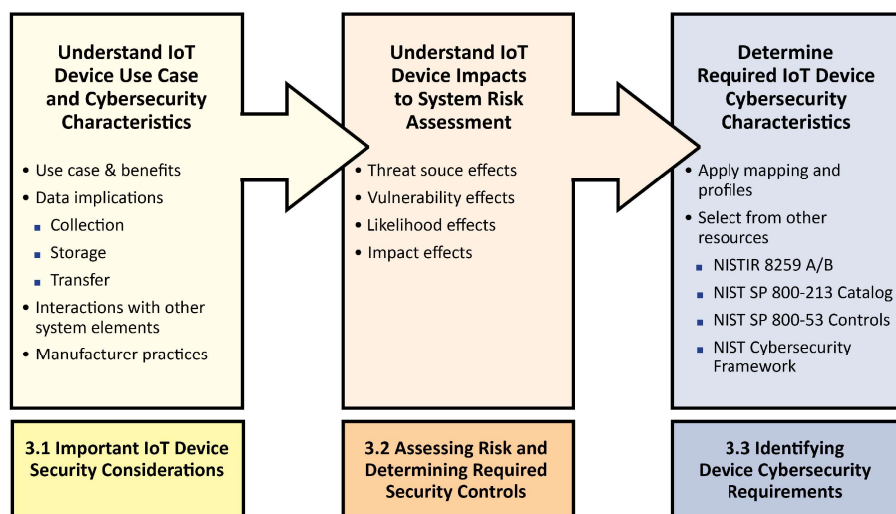 Understand IoT
Device Use Case
and Cybersecurity
Characteristics
• Use case & benefits
• Data implications
▪ Collection
▪ Storage
▪ Transfer
• Interactions with other
system elements
• Manufacturer practices
3.1 Important IoT Device
Security Considerations
Understand IoT
Device Impacts
to System Risk
Assessment
• Threat souce effects
• Vulnerability effects
• Likelihood effects
• Impact effects
3.2 Assessing Risk and
Determining Required
Security Controls
Determine
Required IoT Device
Cybersecurity
Characteristics
• Apply mapping and
profiles
• Select from other
resources
▪ NISTIR 8259 A/B
▪ NIST SP 800-213 Catalog
▪ NIST SP 800-53 Controls
▪ NIST Cybersecurity
Framework
3.3 Identifying
Device Cybersecurity
Requirements